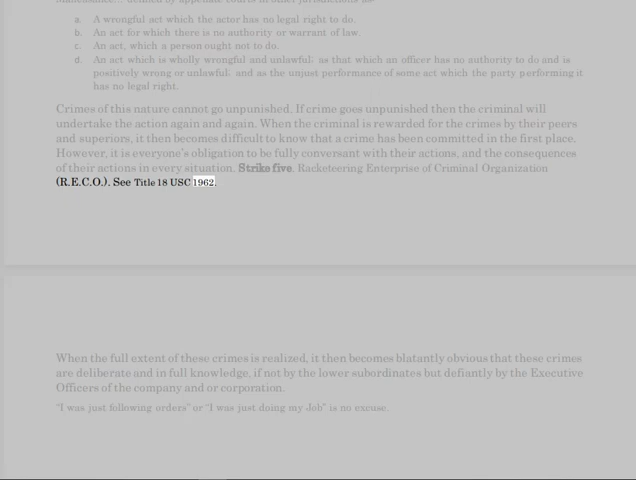 Malfeasance... defined by appellate courts in other jurisdictions as-
a. A wrongful act which the actor has no legal right to do.
b. An act for which there is no authority or warrant of law.
c. An act, which a person ought not to do.
d. An act which is wholly wrongful and unlawful; as that which an officer has no authority to do and is
positively wrong or unlawful; and as the unjust performance of some act which the party performing it
has no legal right.
Crimes of this nature cannot go unpunished. If crime goes unpunished then the criminal will
undertake the action again and again. When the criminal is rewarded for the crimes by their peers
and superiors, it then becomes difficult to know that a crime has been committed in the first place.
However, it is everyone's obligation to be fully conversant with their actions, and the consequences
of their actions in every situation. Strike five. Racketeering Enterprise of Criminal Organization
(R.E.C.O.). See Title 18 USC 1962.
When the full extent of these crimes is realized, it then becomes blatantly obvious that these crimes
are deliberate and in full knowledge, if not by the lower subordinates but defiantly by the Executive
Officers of the company and or corporation.
"I was just following orders" or "I was just doing my Job" is no excuse.